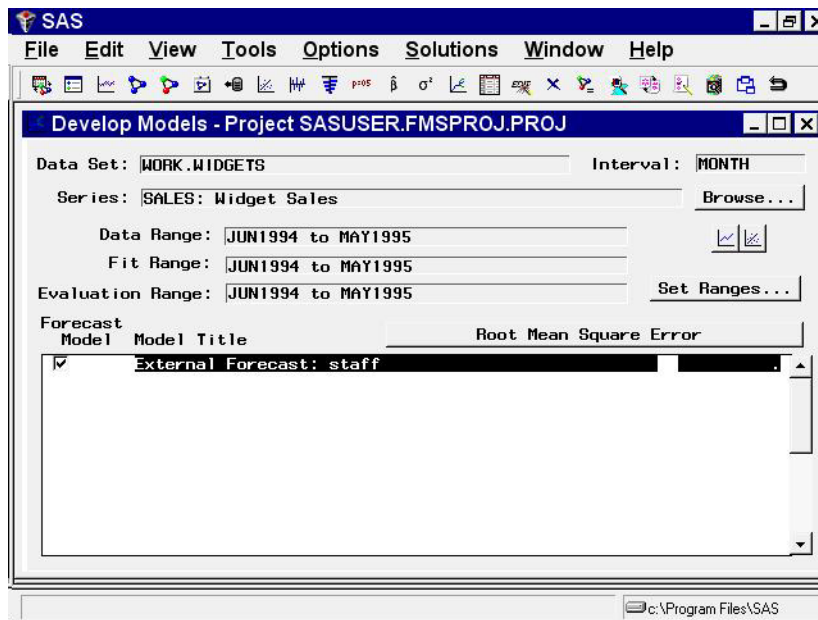 SAS
File Edit View Tools Options Solutions Window Help
p=05 β̂ σ²
Develop Models - Project SASUSER.FMSPROJ.PROJ
Data Set: WORK.WIDGETS Interval: MONTH
Series: SALES: Widget Sales Browse...
Data Range: JUN1994 to MAY1995
Fit Range: JUN1994 to MAY1995
Evaluation Range: JUN1994 to MAY1995 Set Ranges...
Forecast
Model Model Title Root Mean Square Error
External Forecast: staff .
c:\Program Files\SAS